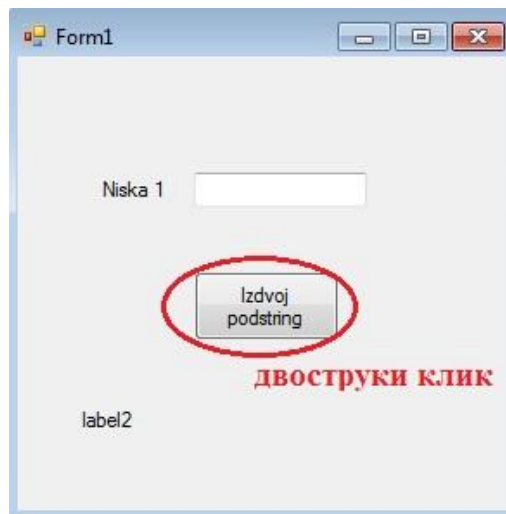 Form1
Niska 1
Izdvoj
podstring
двоструки клик
label2